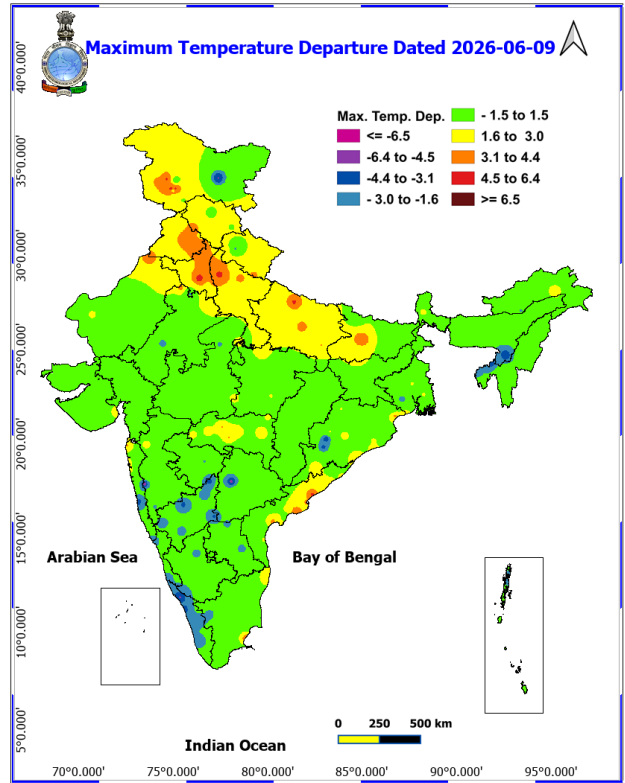 Maximum Temperature Departure Dated 2026-06-09
40°0.000'
35°0.000'
30°0.000'
25°0.000'
20°0.000'
15°0.000'
10°0.000'
5°0.000'
Max. Temp. Dep.
<= -6.5
-6.4 to -4.5
-4.4 to -3.1
- 3.0 to -1.6
- 1.5 to 1.5
1.6 to 3.0
3.1 to 4.4
4.5 to 6.4
>= 6.5
Arabian Sea
Bay of Bengal
Indian Ocean
0 250 500 km
70°0.000' 75°0.000' 80°0.000' 85°0.000' 90°0.000' 95°0.000'